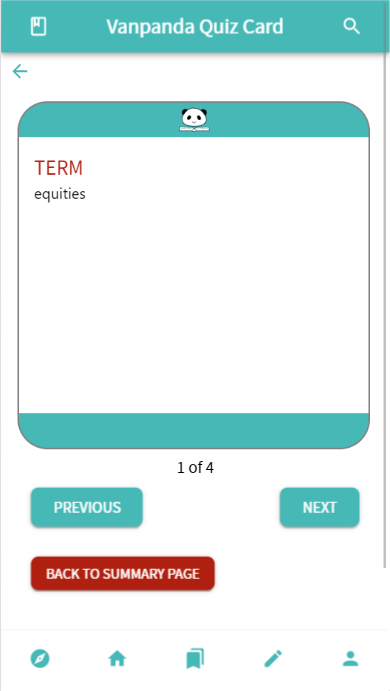 Vanpanda Quiz Card
TERM
equities
1 of 4
PREVIOUS
NEXT
BACK TO SUMMARY PAGE